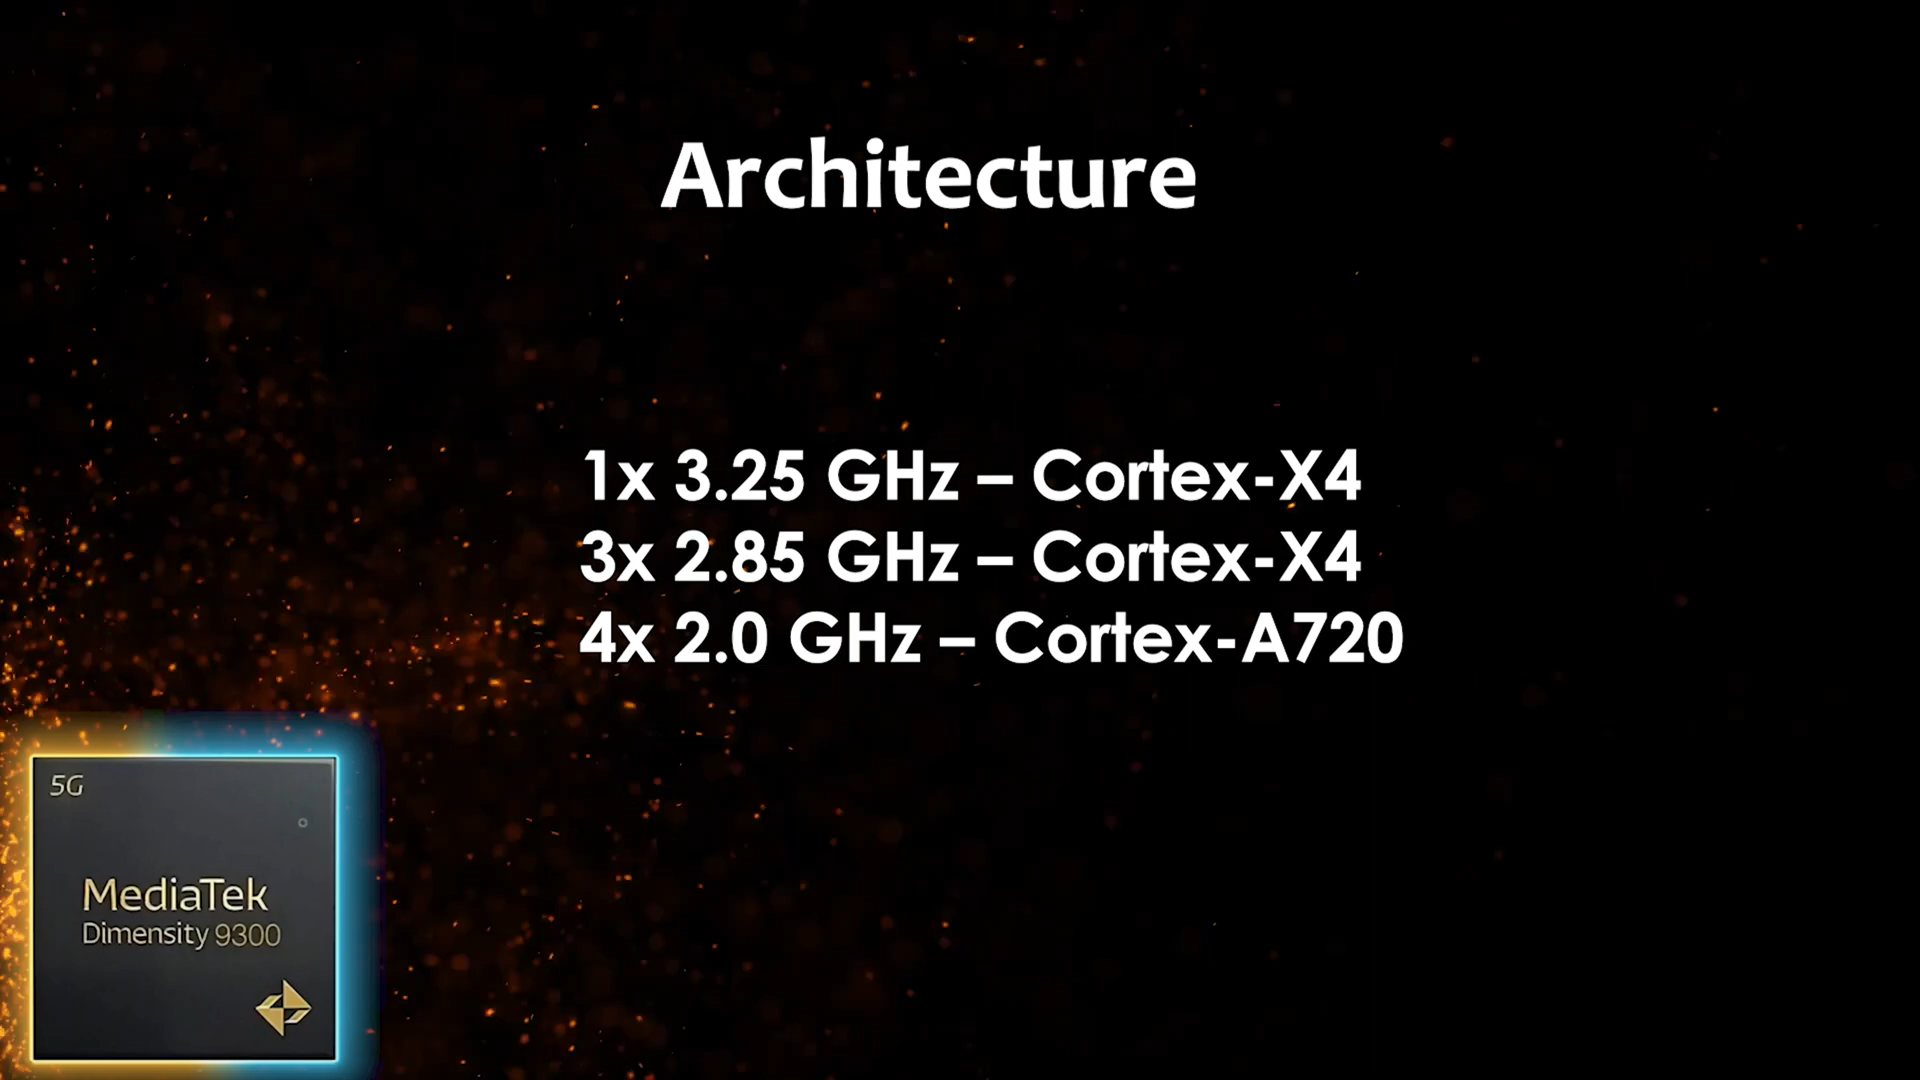 Architecture
1x 3.25 GHz – Cortex-X4
3x 2.85 GHz – Cortex-X4
4x 2.0 GHz – Cortex-A720
5G
MediaTek
Dimensity 9300